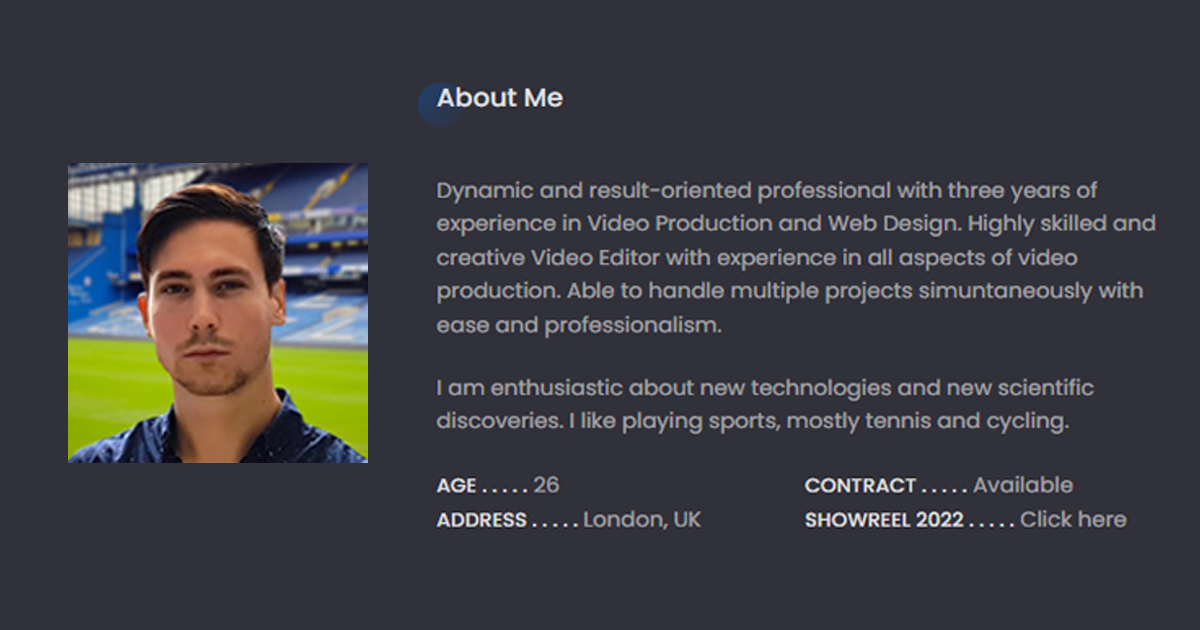 About Me
Dynamic and result-oriented professional with three years of
experience in Video Production and Web Design. Highly skilled and
creative Video Editor with experience in all aspects of video
production. Able to handle multiple projects simuntaneously with
ease and professionalism.
I am enthusiastic about new technologies and new scientific
discoveries. I like playing sports, mostly tennis and cycling.
AGE ..... 26
CONTRACT ..... Available
ADDRESS ..... London, UK
SHOWREEL 2022 ..... Click here